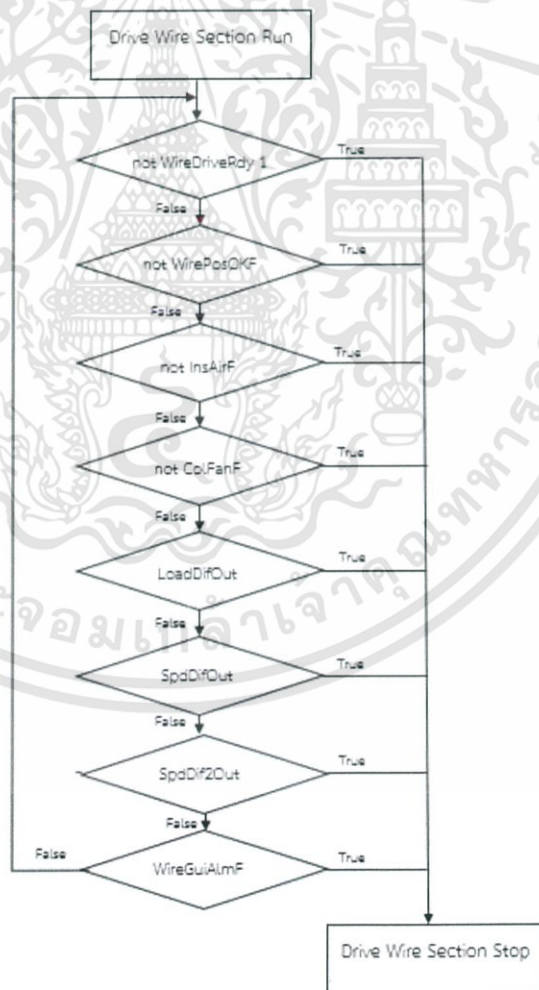 Drive Wire Section Run
not WireDriveRdy 1
True
False
not WirePosOKF
True
False
not InsAirF
True
False
not ColFanF
True
False
LoadDifOut
True
False
SpdDifOut
True
False
SpdDif2Out
True
False
WireGuiAlmF
True
False
Drive Wire Section Stop